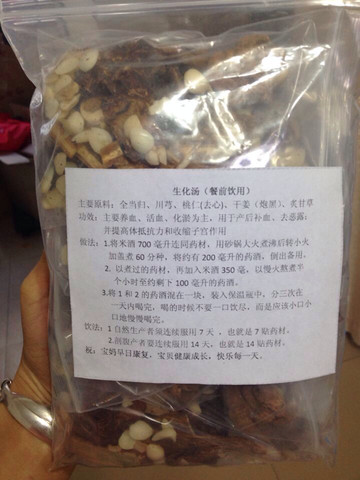 生化汤（餐前饮用）
主要原料：全当归、川芎、桃仁(去心)、干姜（炮黑）、炙甘草
功效：主要养血、活血、化淤为主，用于产后补血、去恶露；
并提高体抵抗力和收缩子宫作用
做法：1.将米酒 700 毫升连同药材，用砂锅大火煮沸后转小火
加盖煮 60 分种，将约有 200 毫升的药酒，倒出备用。
2. 以煮过的药材，再加入米酒 350 毫，以慢火熬煮半
个小时至约剩下 100 毫升的药酒。
3.将 1 和 2 的药酒混在一块，装入保温瓶中，分三次在
一天内喝完，喝的时候不要一口饮尽，而是应该小口小
口地慢慢喝完。
饮法：1 自然生产者须连续服用 7 天 ，也就是 7 贴药材。
2.剖腹产者要连续服用 14 天，也就是 14 贴药材。
祝：宝妈早日康复，宝贝健康成长，快乐每一天。